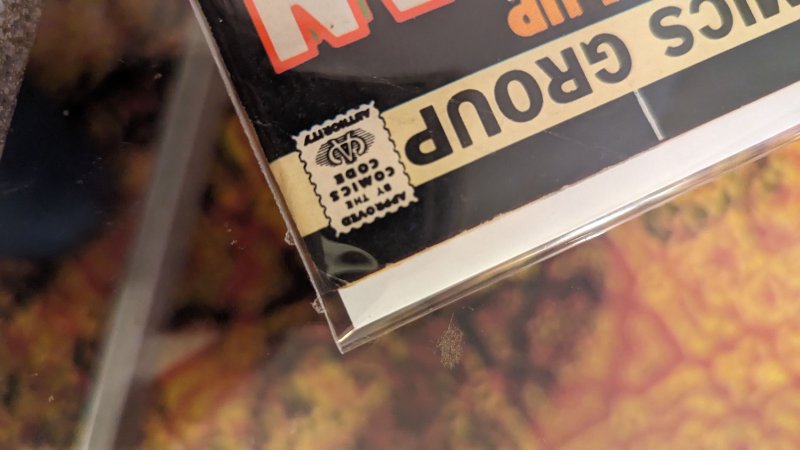 MICS GROUP
APPROVED
BY THE
COMICS
CODE
AUTHORITY
UP